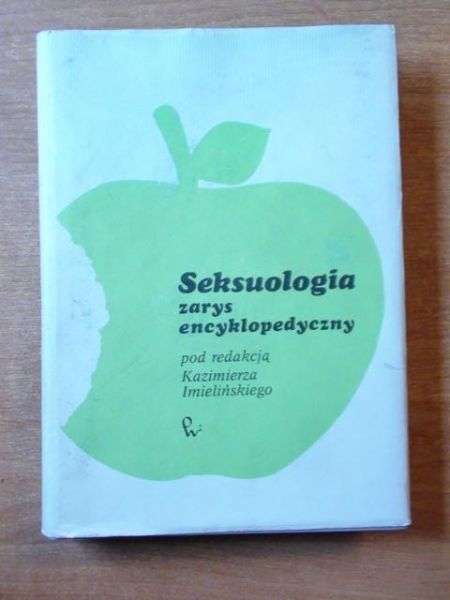 Seksuologia
zarys
encyklopedyczny
pod redakcją
Kazimierza
Imielińskiego